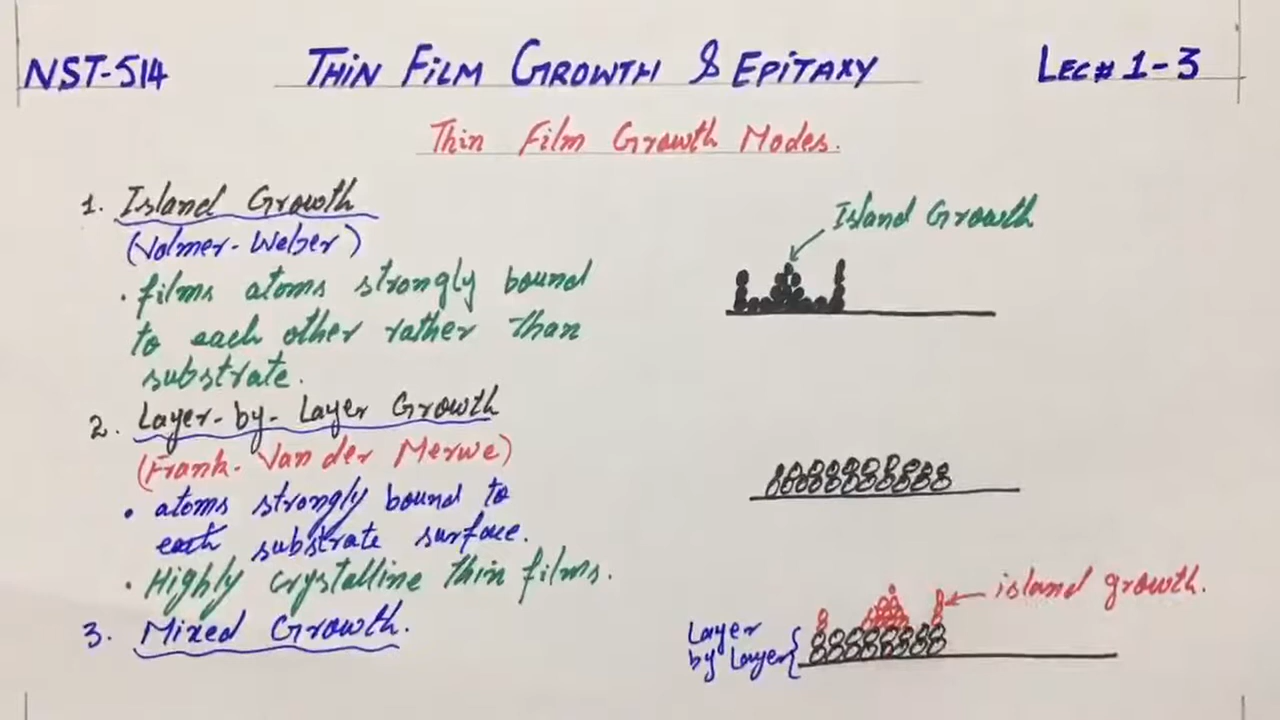 NST-514 THIN FILM GROWTH & EPITAXY LEC# 1-3
Thin Film Growth Modes.
1. Island Growth
(Volmer-Weber)
• films atoms strongly bound
to each other rather than
substrate.
Island Growth
2. Layer-by-Layer Growth
(Frank-Van der Merwe)
• atoms strongly bound to
each substrate surface.
• Highly crystalline thin films.
3. Mixed Growth.
island growth.
Layer
by Layer